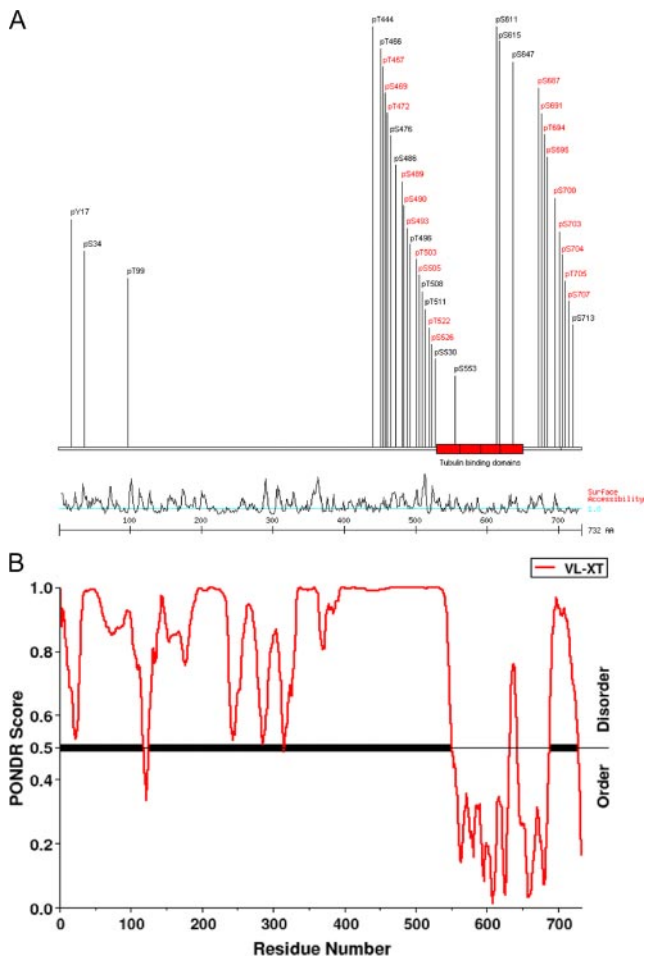 A
pT444
pS611
pS615
pT466
pS647
pT467
pS469
pS687
pT472
pS691
pT694
pS476
pS695
pS486
pS489
pS700
pS490
pY17
pS493
pS703
pS34
pT496
pS704
pT503
pT99
pS505
pT705
pT508
pS707
pT511
pS713
pT522
pS526
pS530
pS553
Tubulin binding domains
Surface
Accessibility
1.0
100 200 300 400 500 600 700
732 AA
B
VL-XT
1.0
0.8
0.6
0.5
0.4
0.2
0.0
PONDR Score
Disorder
Order
0 100 200 300 400 500 600 700
Residue Number